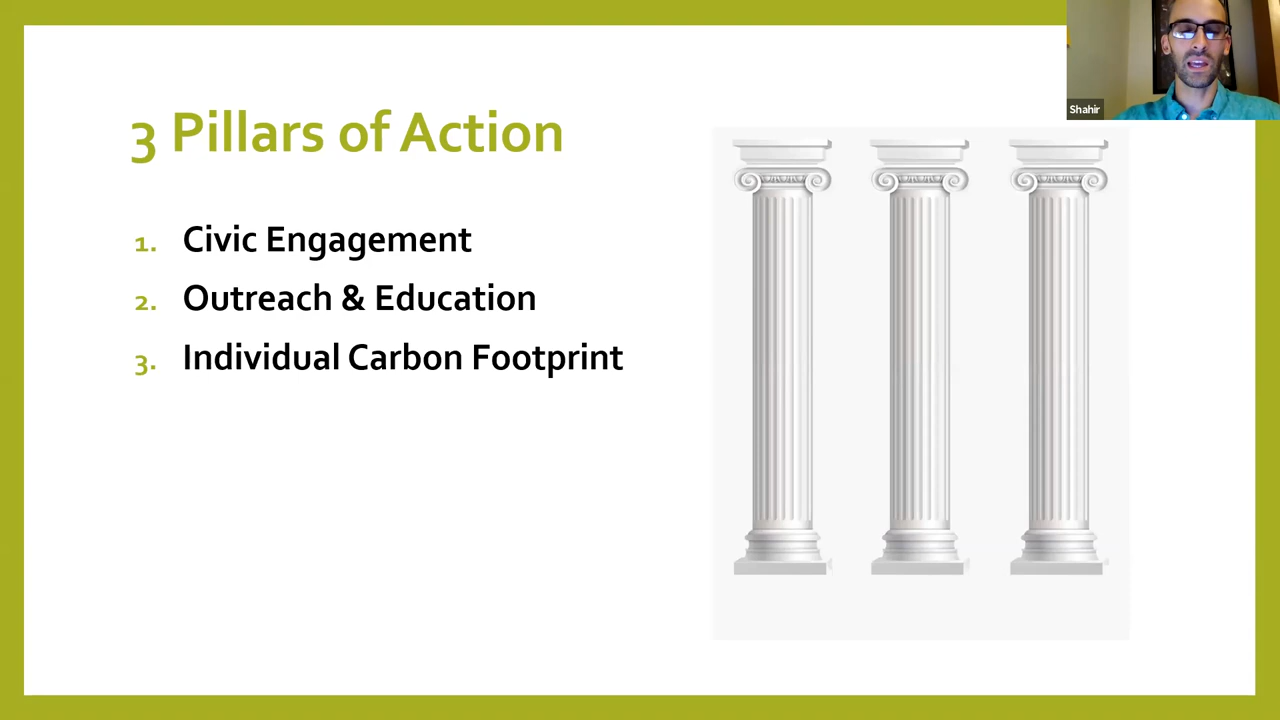 3 Pillars of Action
1. Civic Engagement
2. Outreach & Education
3. Individual Carbon Footprint
Shahir